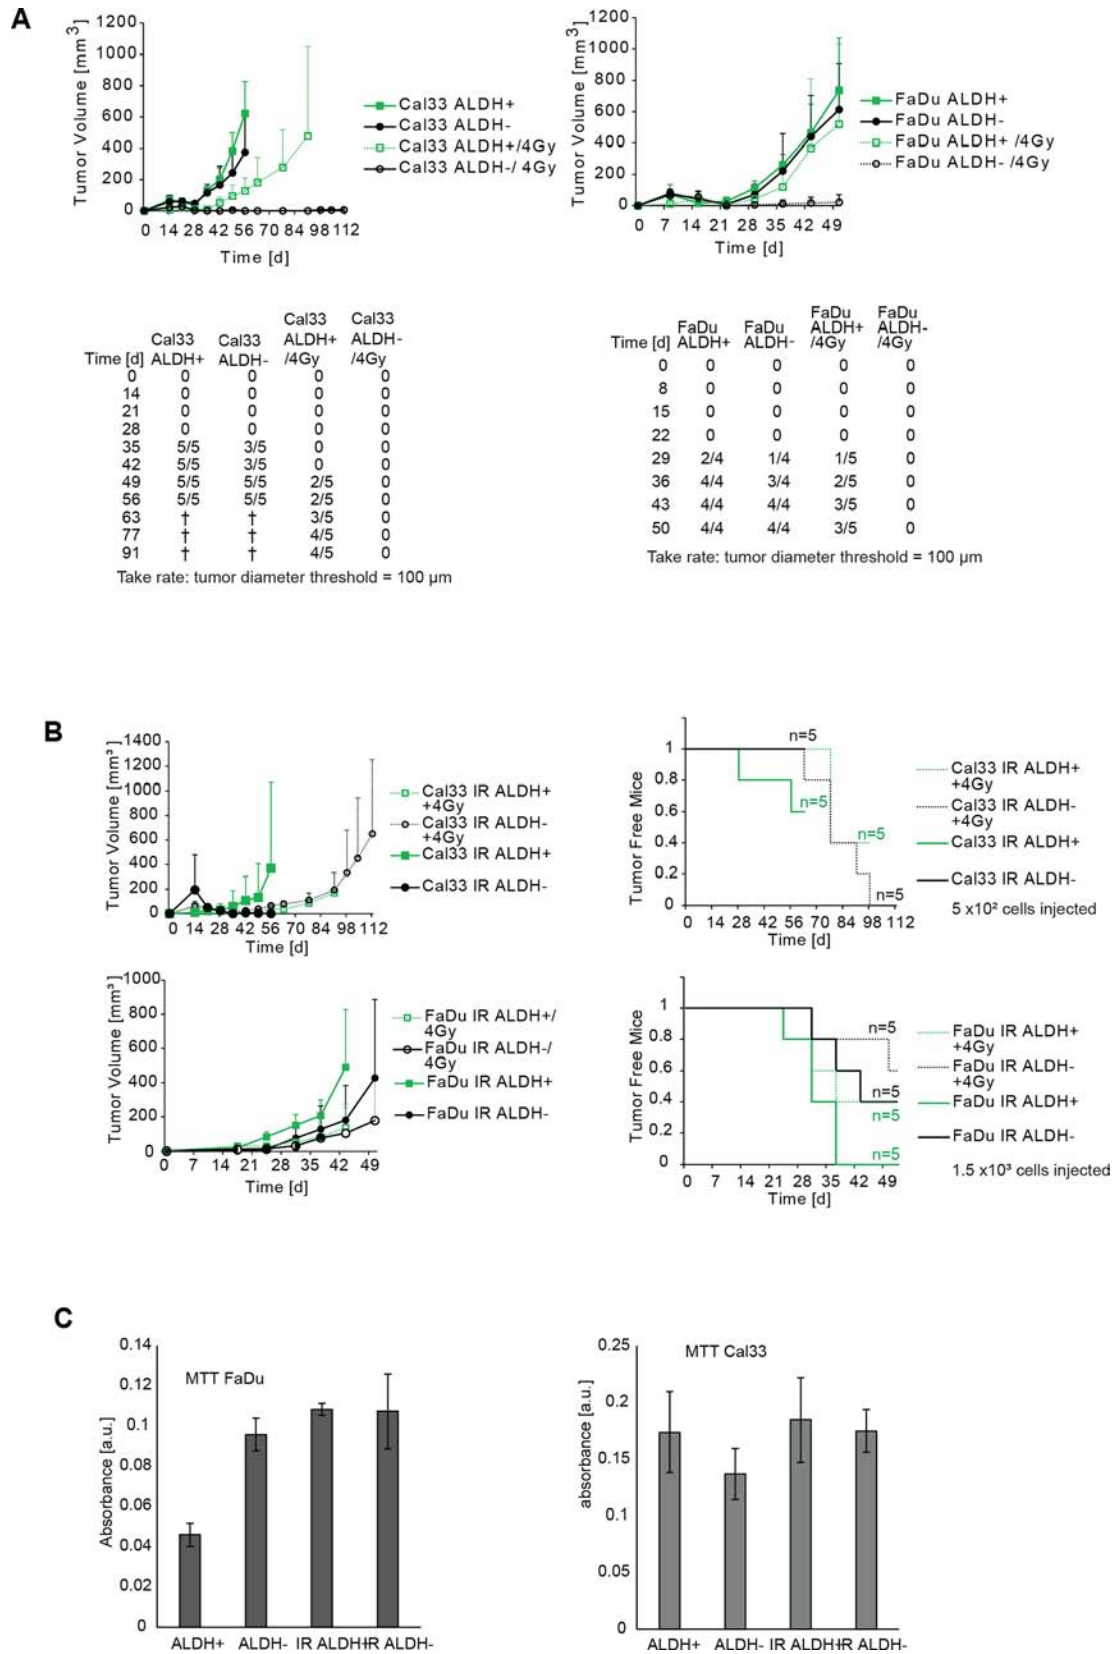 A
Tumor Volume [mm3]
1200
1000
800
600
400
200
0
0 14 28 42 56 70 84 98 112
Time [d]
Cal33 ALDH+
Cal33 ALDH-
Cal33 ALDH+/4Gy
Cal33 ALDH-/ 4Gy
Tumor Volume [mm3]
1200
1000
800
600
400
200
0
0 7 14 21 28 35 42 49
Time [d]
FaDu ALDH+
FaDu ALDH-
FaDu ALDH+ /4Gy
FaDu ALDH- /4Gy
Time [d] Cal33 ALDH+ Cal33 ALDH- Cal33 ALDH+ /4Gy Cal33 ALDH- /4Gy
0 0 0 0 0
14 0 0 0 0
21 0 0 0 0
28 0 0 0 0
35 5/5 3/5 0 0
42 5/5 3/5 0 0
49 5/5 5/5 2/5 0
56 5/5 5/5 2/5 0
63 † † 3/5 0
77 † † 4/5 0
91 † † 4/5 0
Take rate: tumor diameter threshold = 100 µm
Time [d] FaDu ALDH+ FaDu ALDH- FaDu ALDH+ /4Gy FaDu ALDH- /4Gy
0 0 0 0 0
8 0 0 0 0
15 0 0 0 0
22 0 0 0 0
29 2/4 1/4 1/5 0
36 4/4 3/4 2/5 0
43 4/4 4/4 3/5 0
50 4/4 4/4 3/5 0
Take rate: tumor diameter threshold = 100 µm
B
Tumor Volume [mm³]
1400
1200
1000
800
600
400
200
0
0 14 28 42 56 70 84 98 112
Time [d]
Cal33 IR ALDH+
+4Gy
Cal33 IR ALDH-
+4Gy
Cal33 IR ALDH+
Cal33 IR ALDH-
Tumor Free Mice
1
0.8
0.6
0.4
0.2
0
n=5
n=5
n=5
n=5
0 14 28 42 56 70 84 98 112
Time [d]
Cal33 IR ALDH+
+4Gy
Cal33 IR ALDH-
+4Gy
Cal33 IR ALDH+
Cal33 IR ALDH-
5 x10² cells injected
Tumor Volume [mm³]
1000
800
600
400
200
0
0 7 14 21 28 35 42 49
Time [d]
FaDu IR ALDH+/
4Gy
FaDu IR ALDH-/
4Gy
FaDu IR ALDH+
FaDu IR ALDH-
Tumor Free Mice
1
0.8
0.6
0.4
0.2
0
n=5
n=5
n=5
n=5
0 7 14 21 28 35 42 49
Time [d]
FaDu IR ALDH+
+4Gy
FaDu IR ALDH-
+4Gy
FaDu IR ALDH+
FaDu IR ALDH-
1.5 x10³ cells injected
C
Absorbance [a.u.]
MTT FaDu
0.14
0.12
0.1
0.08
0.06
0.04
0.02
0
ALDH+ ALDH- IR ALDH+ IR ALDH-
absorbance [a.u.]
MTT Cal33
0.25
0.2
0.15
0.1
0.05
0
ALDH+ ALDH- IR ALDH+ IR ALDH-